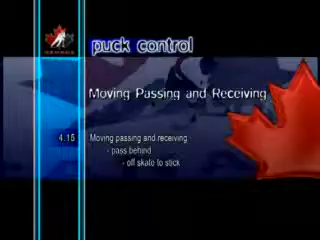 puck control
Moving Passing and Receiving
4.15 Moving passing and receiving
- pass behind
- off skate to stick